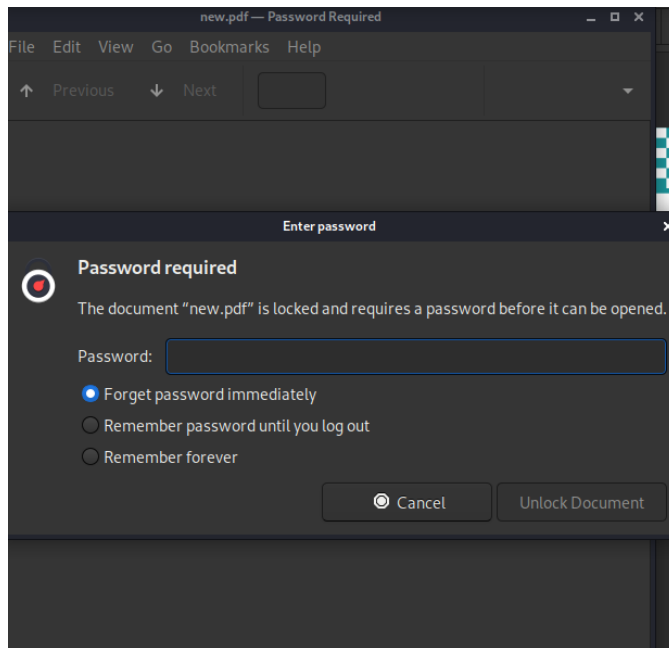 new.pdf — Password Required
File Edit View Go Bookmarks Help
Previous Next
Enter password
Password required
The document “new.pdf” is locked and requires a password before it can be opened.
Password:
Forget password immediately
Remember password until you log out
Remember forever
Cancel Unlock Document